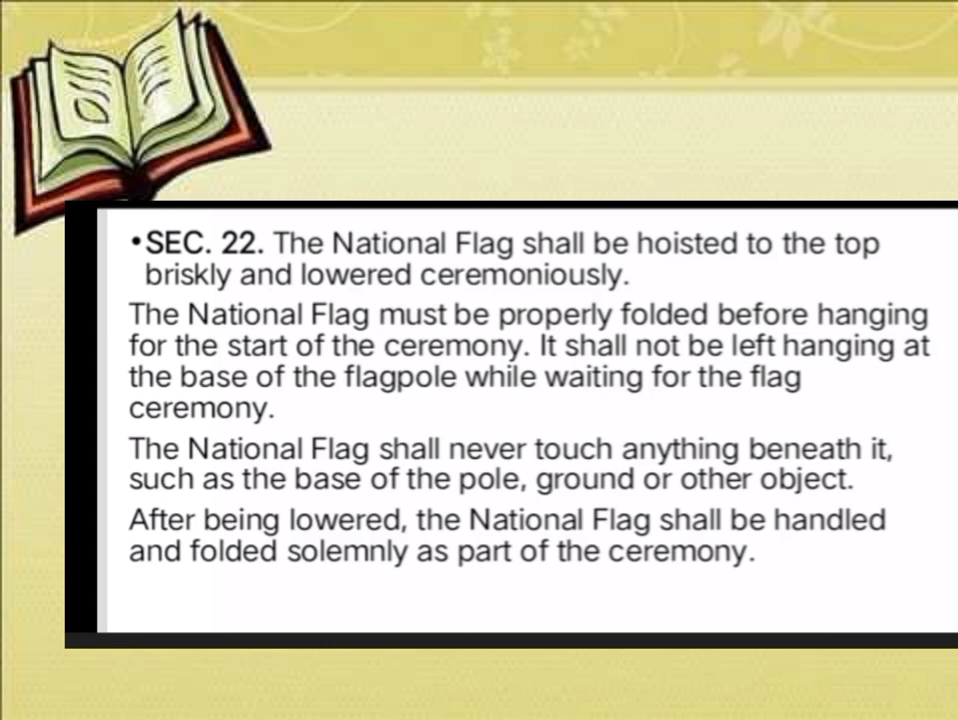 •SEC. 22. The National Flag shall be hoisted to the top
briskly and lowered ceremoniously.
The National Flag must be properly folded before hanging
for the start of the ceremony. It shall not be left hanging at
the base of the flagpole while waiting for the flag
ceremony.
The National Flag shall never touch anything beneath it,
such as the base of the pole, ground or other object.
After being lowered, the National Flag shall be handled
and folded solemnly as part of the ceremony.